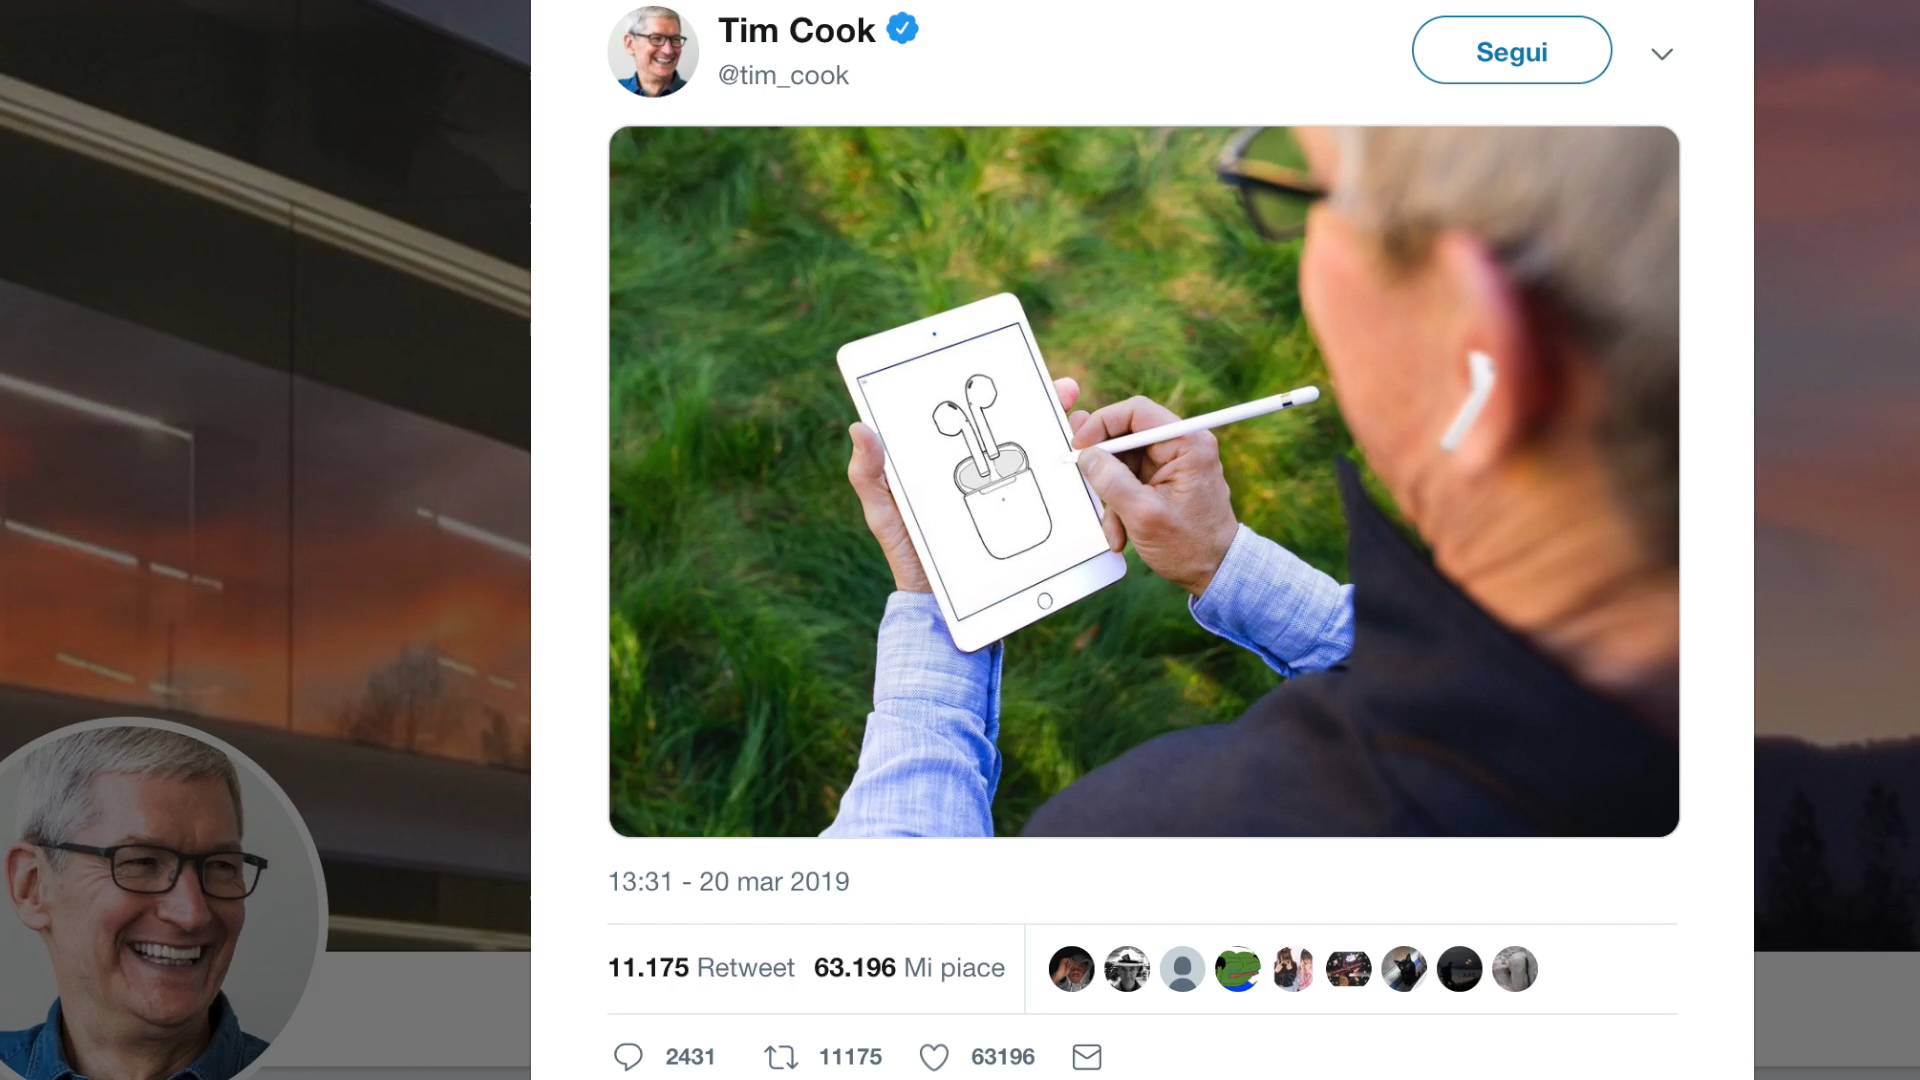 Tim Cook
@tim_cook
Segui
13:31 - 20 mar 2019
11.175 Retweet 63.196 Mi piace
2431 11175 63196